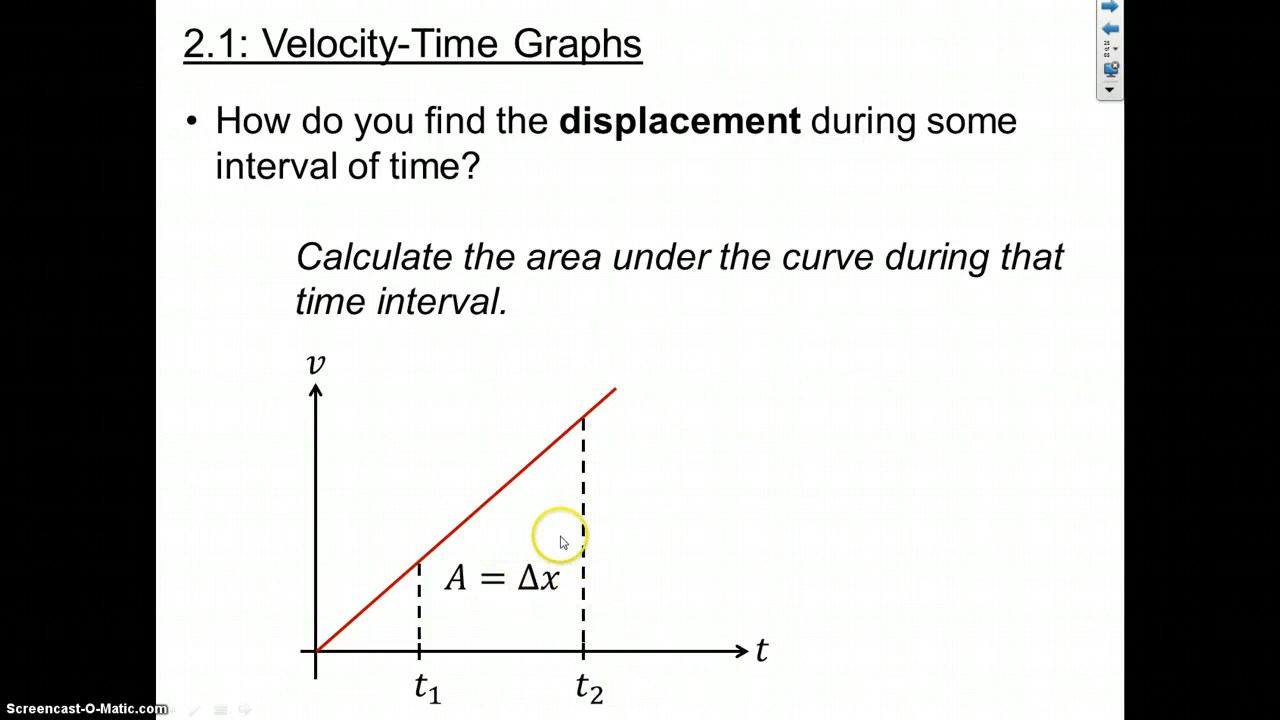 2.1: Velocity-Time Graphs
• How do you find the displacement during some
interval of time?
Calculate the area under the curve during that
time interval.
v
A = Δx
t
t₁ t₂
Screencast-O-Matic.com